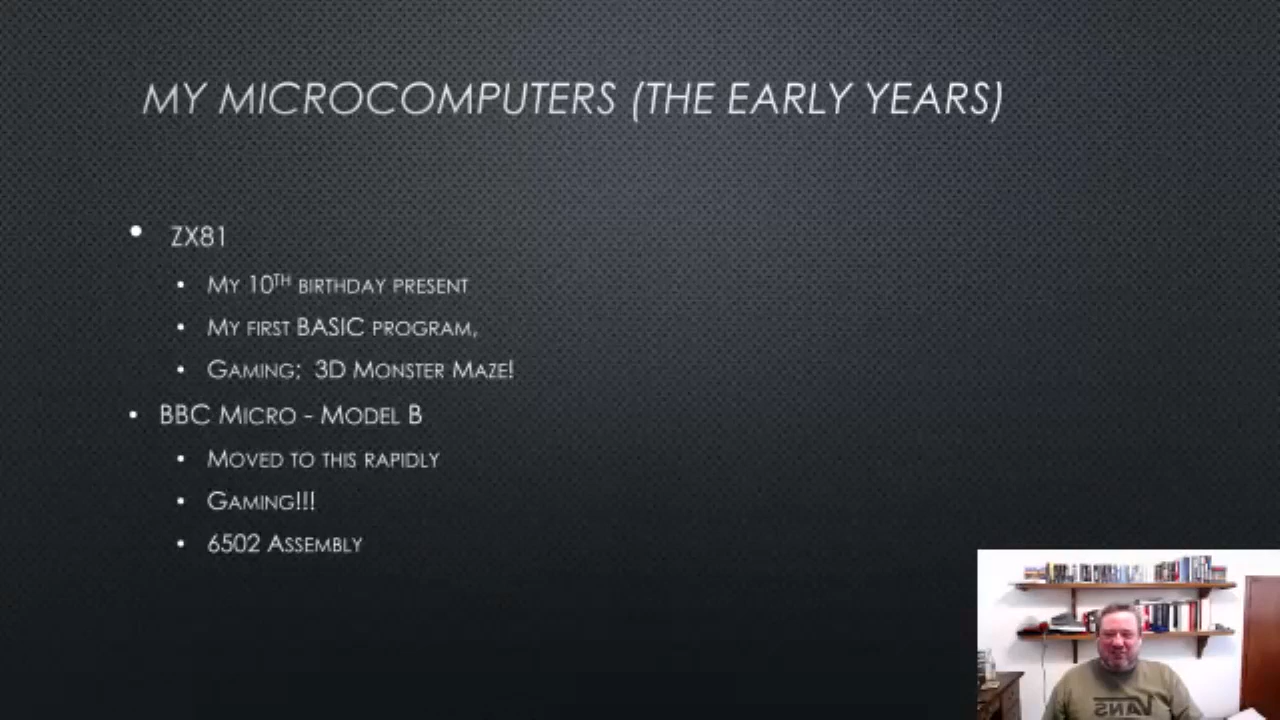 MY MICROCOMPUTERS (THE EARLY YEARS)
• ZX81
• MY 10TH BIRTHDAY PRESENT
• MY FIRST BASIC PROGRAM,
• GAMING; 3D MONSTER MAZE!
• BBC MICRO - MODEL B
• MOVED TO THIS RAPIDLY
• GAMING!!!
• 6502 ASSEMBLY
VANS